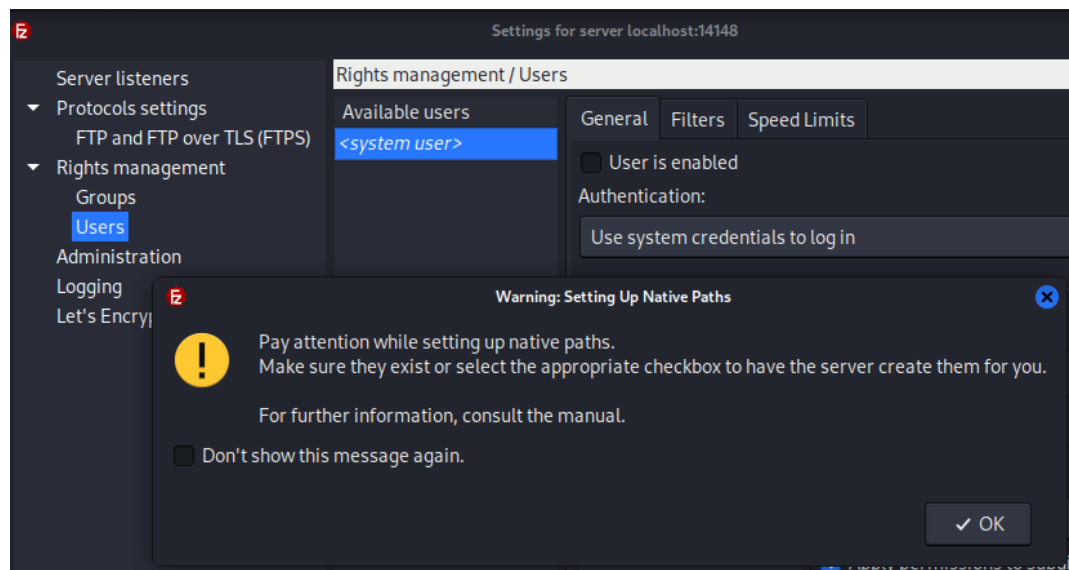 Settings for server localhost:14148
Server listeners
Protocols settings
FTP and FTP over TLS (FTPS)
Rights management
Groups
Users
Administration
Logging
Let's Encryp
Rights management / Users
Available users
<system user>
General Filters Speed Limits
User is enabled
Authentication:
Use system credentials to log in
Warning: Setting Up Native Paths
Pay attention while setting up native paths.
Make sure they exist or select the appropriate checkbox to have the server create them for you.
For further information, consult the manual.
Don't show this message again.
OK